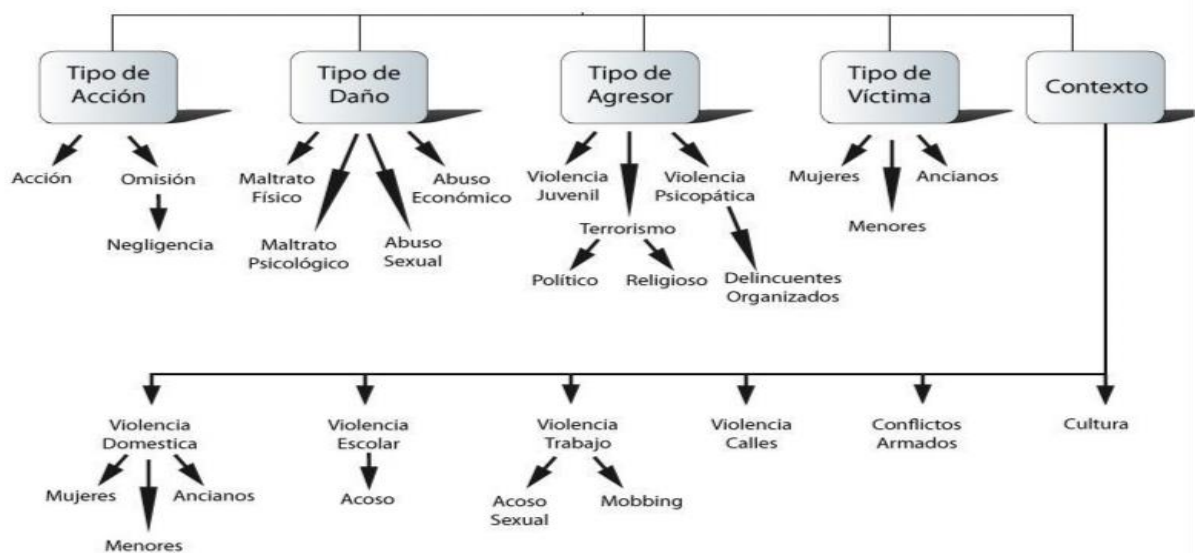 Tipo de
Acción
Tipo de
Daño
Tipo de
Agresor
Tipo de
Víctima
Contexto
Acción
Omisión
Negligencia
Maltrato
Físico
Maltrato
Psicológico
Abuso
Sexual
Abuso
Económico
Violencia
Juvenil
Terrorismo
Político
Religioso
Violencia
Psicopática
Delincuentes
Organizados
Mujeres
Menores
Ancianos
Violencia
Domestica
Mujeres
Menores
Ancianos
Violencia
Escolar
Acoso
Violencia
Trabajo
Acoso
Sexual
Mobbing
Violencia
Calles
Conflictos
Armados
Cultura